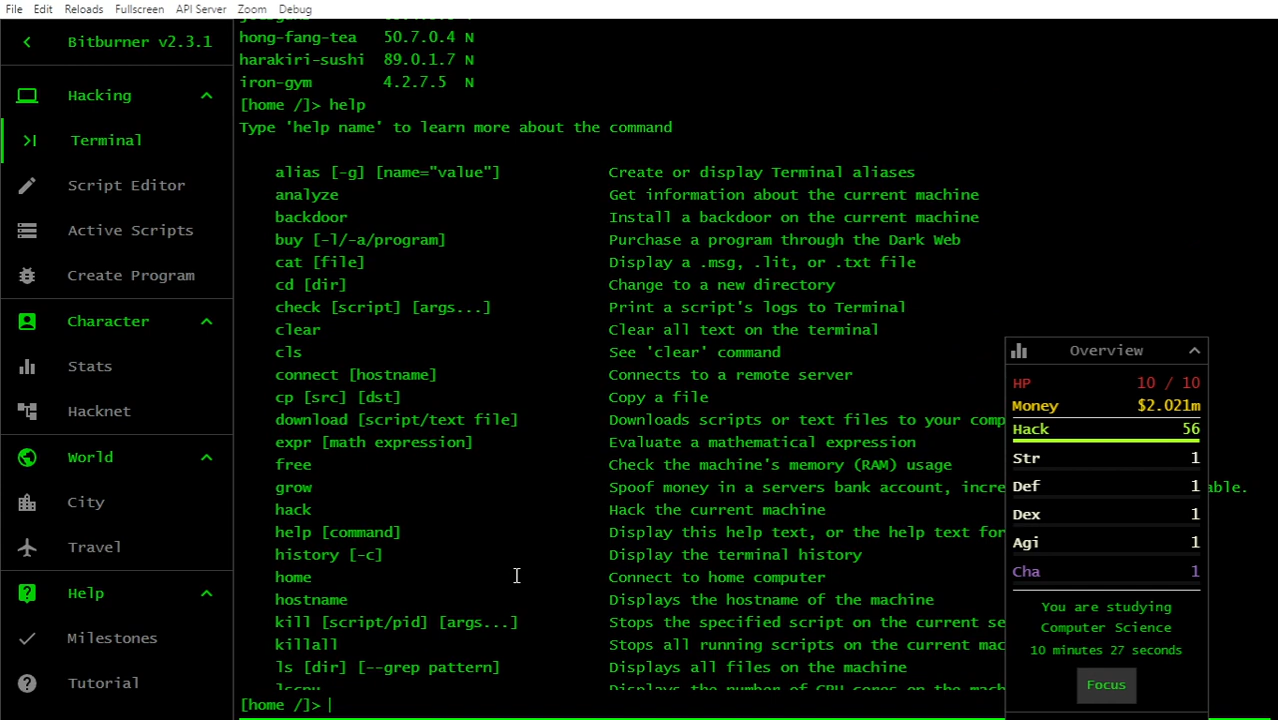 File Edit Reloads Fullscreen API Server Zoom Debug
Bitburner v2.3.1
Hacking
Terminal
Script Editor
Active Scripts
Create Program
Character
Stats
Hacknet
World
City
Travel
Help
Milestones
Tutorial
hong-fang-tea 50.7.0.4 N
harakiri-sushi 89.0.1.7 N
iron-gym 4.2.7.5 N
[home /]> help
Type 'help name' to learn more about the command
alias [-g] [name="value"] Create or display Terminal aliases
analyze Get information about the current machine
backdoor Install a backdoor on the current machine
buy [-l/-a/program] Purchase a program through the Dark Web
cat [file] Display a .msg, .lit, or .txt file
cd [dir] Change to a new directory
check [script] [args...] Print a script's logs to Terminal
clear Clear all text on the terminal
cls See 'clear' command
connect [hostname] Connects to a remote server
cp [src] [dst] Copy a file
download [script/text file] Downloads scripts or text files to your comp
expr [math expression] Evaluate a mathematical expression
free Check the machine's memory (RAM) usage
grow Spoof money in a servers bank account, incre able.
hack Hack the current machine
help [command] Display this help text, or the help text for
history [-c] Display the terminal history
home Connect to home computer
hostname Displays the hostname of the machine
kill [script/pid] [args...] Stops the specified script on the current se
killall Stops all running scripts on the current mac
ls [dir] [--grep pattern] Displays all files on the machine
[home /]>
Overview
HP 10 / 10
Money $2.021m
Hack 56
Str 1
Def 1
Dex 1
Agi 1
Cha 1
You are studying
Computer Science
10 minutes 27 seconds
Focus